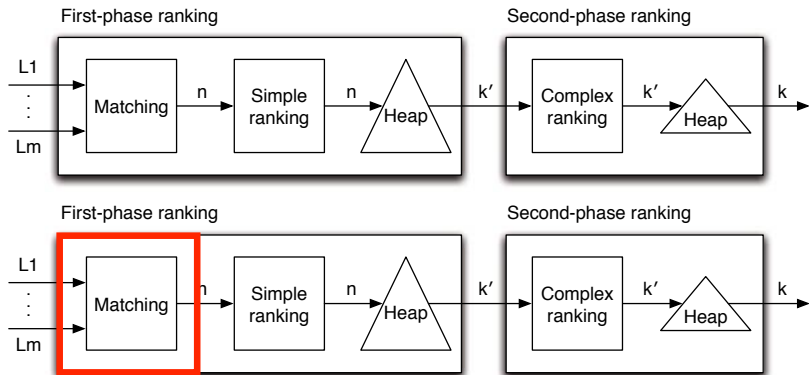 First-phase ranking
Second-phase ranking
L1
⋮
Lm
Matching
n
Simple ranking
n
Heap
k′
Complex ranking
k′
Heap
k
First-phase ranking
Second-phase ranking
L1
⋮
Lm
Matching
n
Simple ranking
n
Heap
k′
Complex ranking
k′
Heap
k